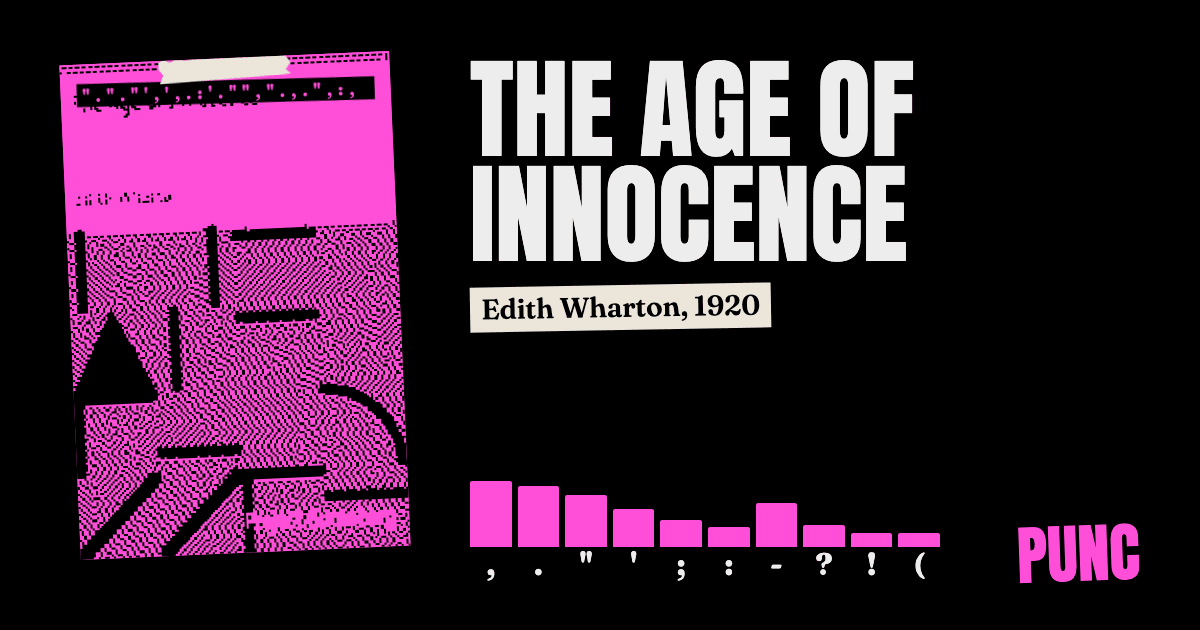 "."."',',.:'."",".,.",:,
THE AGE OF
INNOCENCE
Edith Wharton, 1920
, . " ' ; : - ? ! (
PUNC